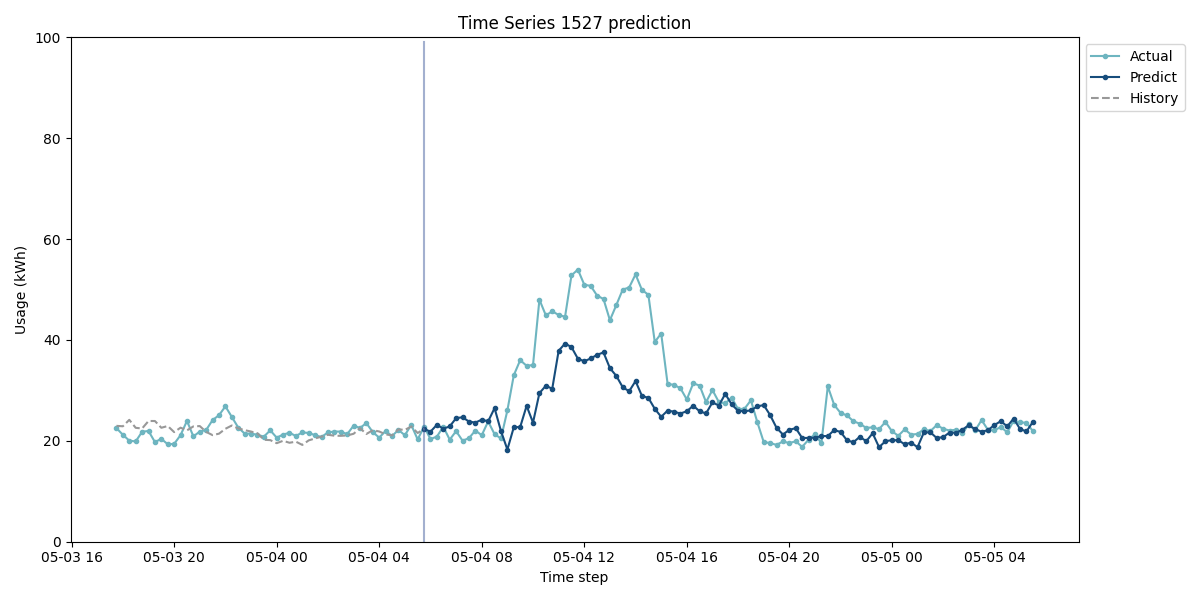 Time Series 1527 prediction
100
80
60
40
20
0
Usage (kWh)
05-03 16
05-03 20
05-04 00
05-04 04
05-04 08
05-04 12
05-04 16
05-04 20
05-05 00
05-05 04
Time step
Actual
Predict
History